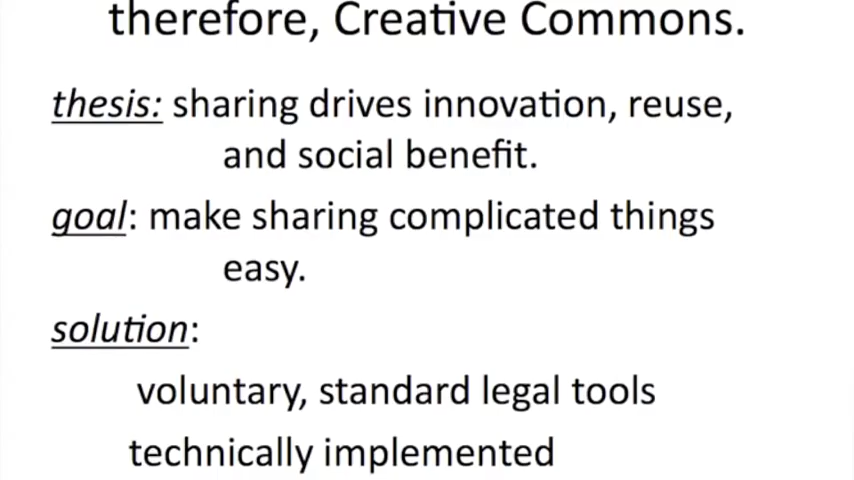 therefore, Creative Commons.
thesis: sharing drives innovation, reuse,
and social benefit.
goal: make sharing complicated things
easy.
solution:
voluntary, standard legal tools
technically implemented